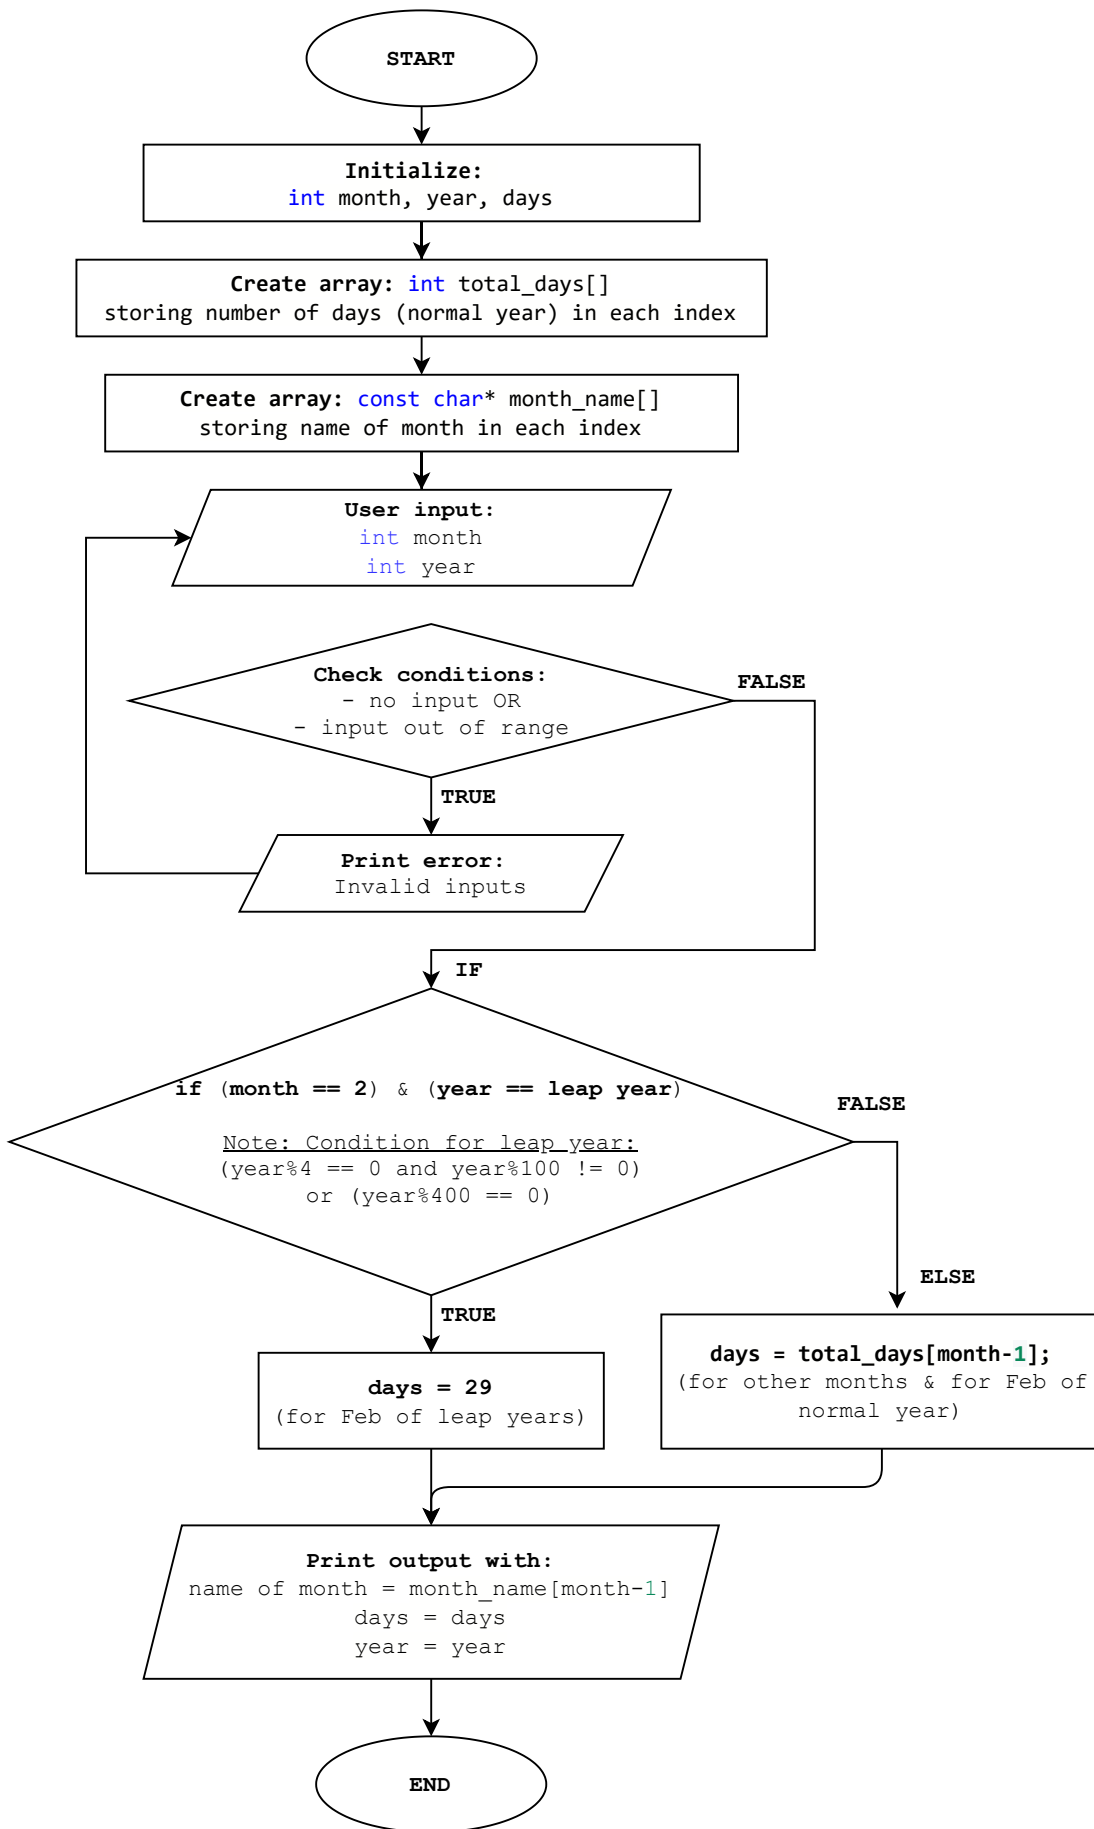 START
Initialize:
int month, year, days
Create array: int total_days[]
storing number of days (normal year) in each index
Create array: const char* month_name[]
storing name of month in each index
User input:
int month
int year
Check conditions:
- no input OR
- input out of range
FALSE
TRUE
Print error:
Invalid inputs
IF
if (month == 2) & (year == leap year)
Note: Condition for leap year:
(year%4 == 0 and year%100 != 0)
or (year%400 == 0)
FALSE
ELSE
TRUE
days = 29
(for Feb of leap years)
days = total_days[month-1];
(for other months & for Feb of
normal year)
Print output with:
name of month = month_name[month-1]
days = days
year = year
END